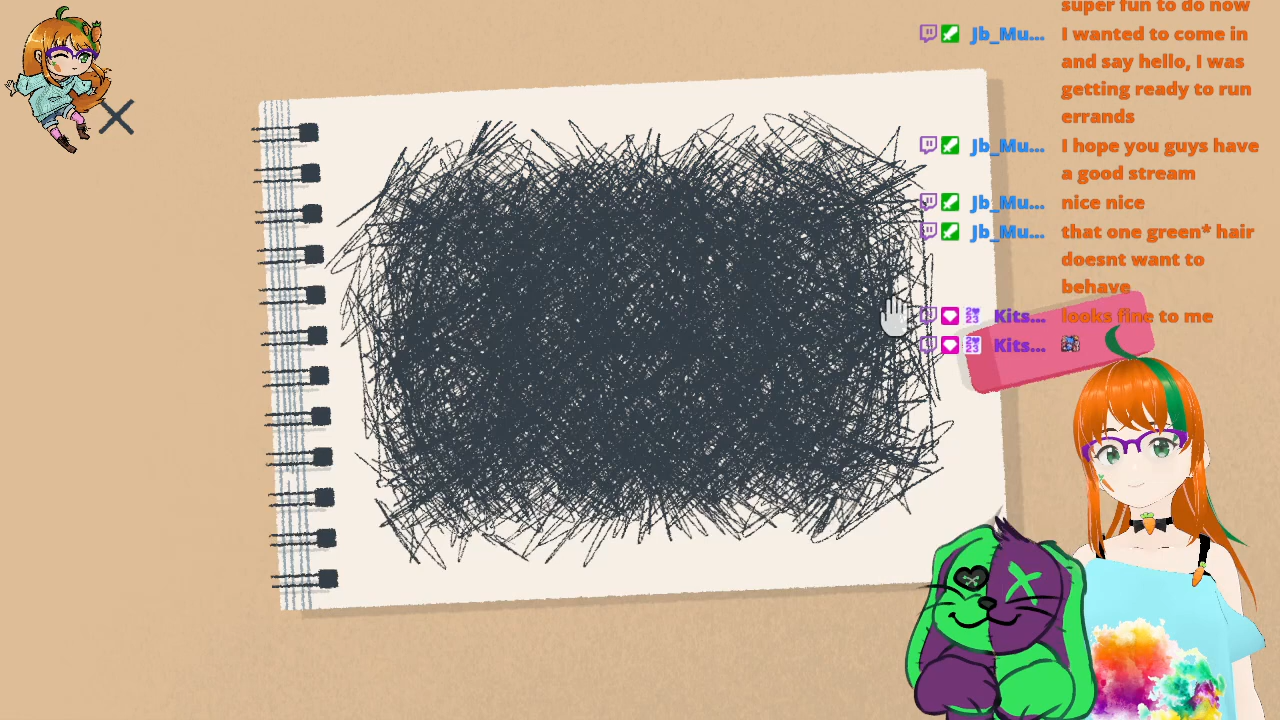 super fun to do now
Jb_Mu... I wanted to come in
and say hello, I was
getting ready to run
errands
Jb_Mu... I hope you guys have
a good stream
Jb_Mu... nice nice
Jb_Mu... that one green* hair
doesnt want to
behave
Kits... looks fine to me
Kits...